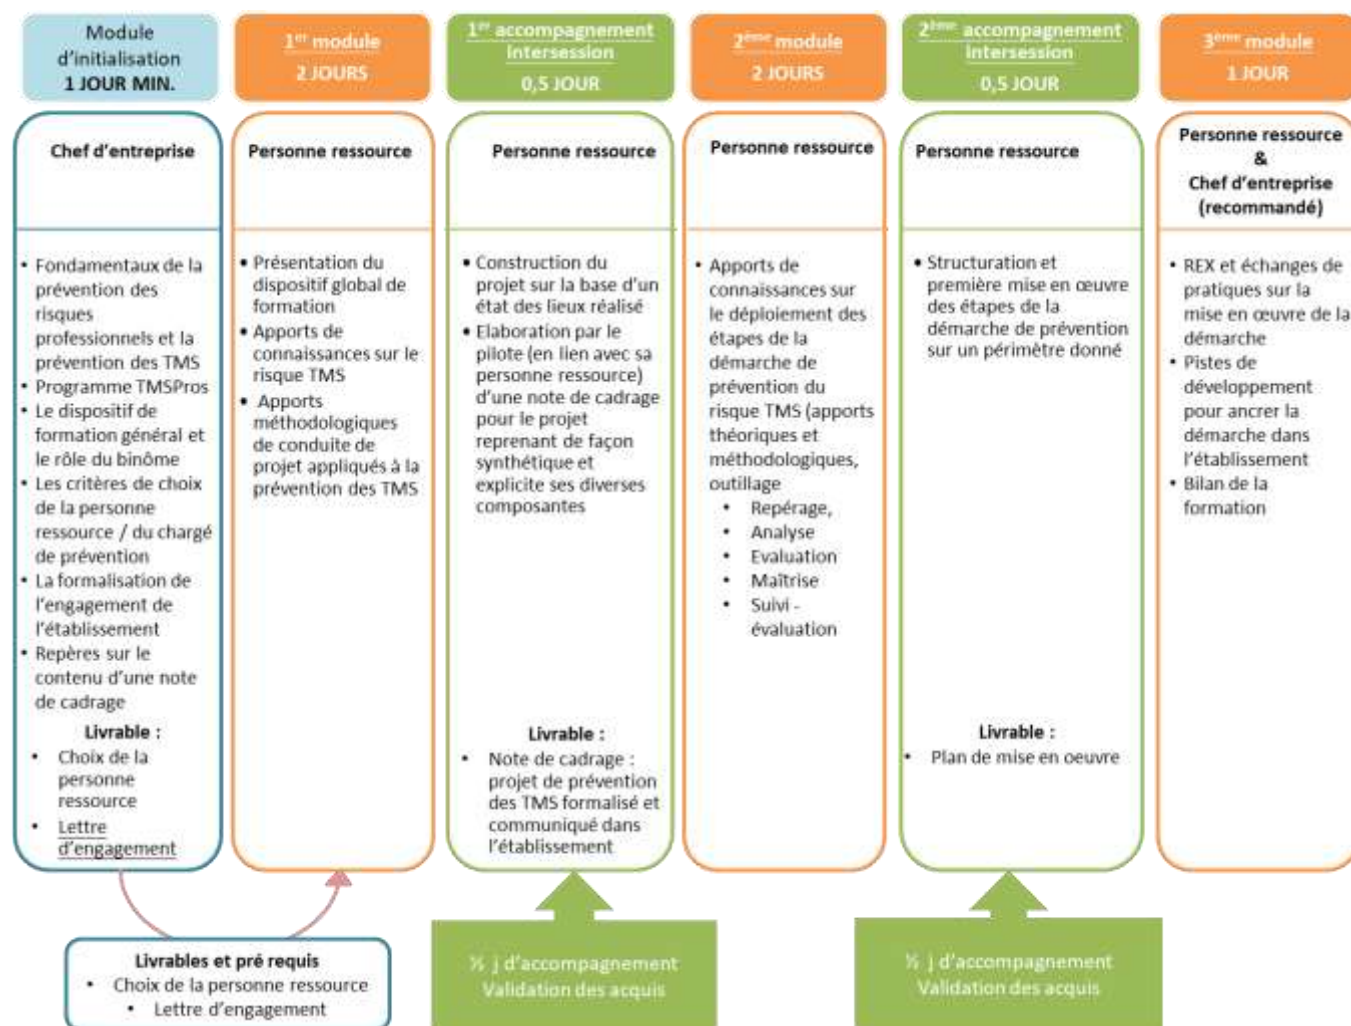 Module
d'initialisation
1 JOUR MIN.
1er module
2 JOURS
1er accompagnement
Intersession
0,5 JOUR
2ème module
2 JOURS
2ème accompagnement
Intersession
0,5 JOUR
3ème module
1 JOUR
Chef d'entreprise
• Fondamentaux de la
prévention des
risques
professionnels et la
prévention des TMS
• Programme TMSPros
• Le dispositif de
formation général et
le rôle du binôme
• Les critères de choix
de la personne
ressource / du chargé
de prévention
• La formalisation de
l'engagement de
l'établissement
• Repères sur le
contenu d'une note
de cadrage
Livrable :
• Choix de la
personne
ressource
• Lettre
d'engagement
Personne ressource
• Présentation du
dispositif global de
formation
• Apports de
connaissances sur le
risque TMS
• Apports
méthodologiques
de conduite de
projet appliqués à la
prévention des TMS
Personne ressource
• Construction du
projet sur la base d'un
état des lieux réalisé
• Elaboration par le
pilote (en lien avec sa
personne ressource)
d'une note de cadrage
pour le projet
reprenant de façon
synthétique et
explicite ses diverses
composantes
Livrable :
• Note de cadrage :
projet de prévention
des TMS formalisé et
communiqué dans
l'établissement
Personne ressource
• Apports de
connaissances sur
le déploiement des
étapes de la
démarche de
prévention du
risque TMS (apports
théoriques et
méthodologiques,
outillage
• Repérage,
• Analyse
• Evaluation
• Maîtrise
• Suivi -
évaluation
Personne ressource
• Structuration et
première mise en œuvre
des étapes de la
démarche de prévention
sur un périmètre donné
Livrable :
• Plan de mise en oeuvre
Personne ressource
&
Chef d'entreprise
(recommandé)
• REX et échanges de
pratiques sur la
mise en œuvre de la
démarche
• Pistes de
développement
pour ancrer la
démarche dans
l'établissement
• Bilan de la
formation
Livrables et pré requis
• Choix de la personne ressource
• Lettre d'engagement
½ j d'accompagnement
Validation des acquis
½ j d'accompagnement
Validation des acquis